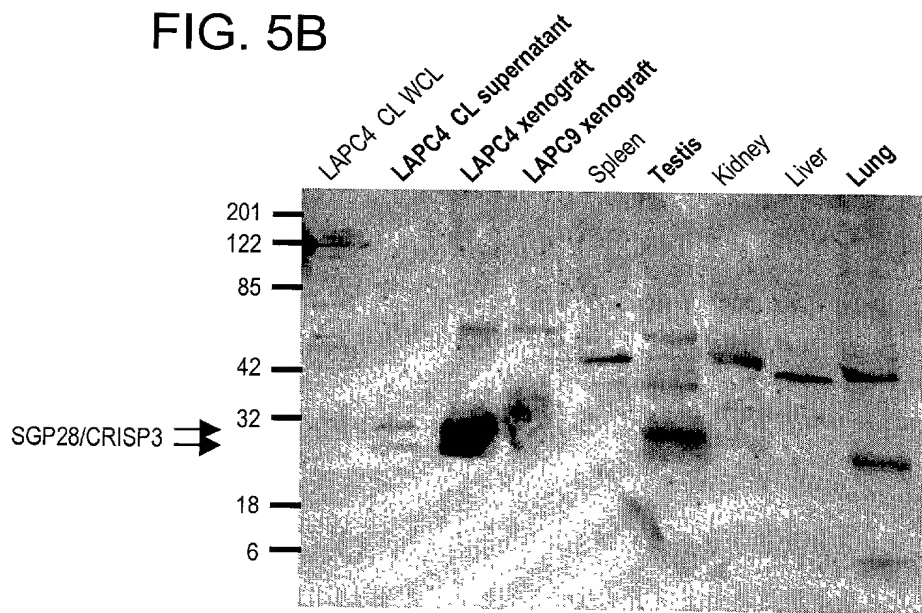 FIG. 5B
LAPC4 CL WCL
LAPC4 CL supernatant
LAPC4 xenograft
LAPC9 xenograft
Spleen
Testis
Kidney
Liver
Lung
201
122
85
42
32
SGP28/CRISP3
18
6